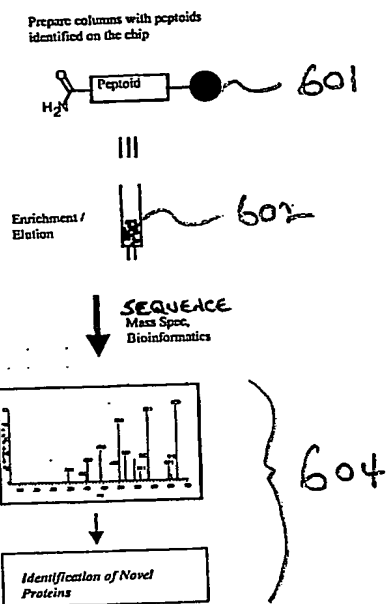 Prepare columns with peptoids
identified on the chip
O
Peptoid
601
H₂N
Enrichment /
Elution
602
SEQUENCE
Mass Spec,
Bioinformatics
604
Identification of Novel
Proteins